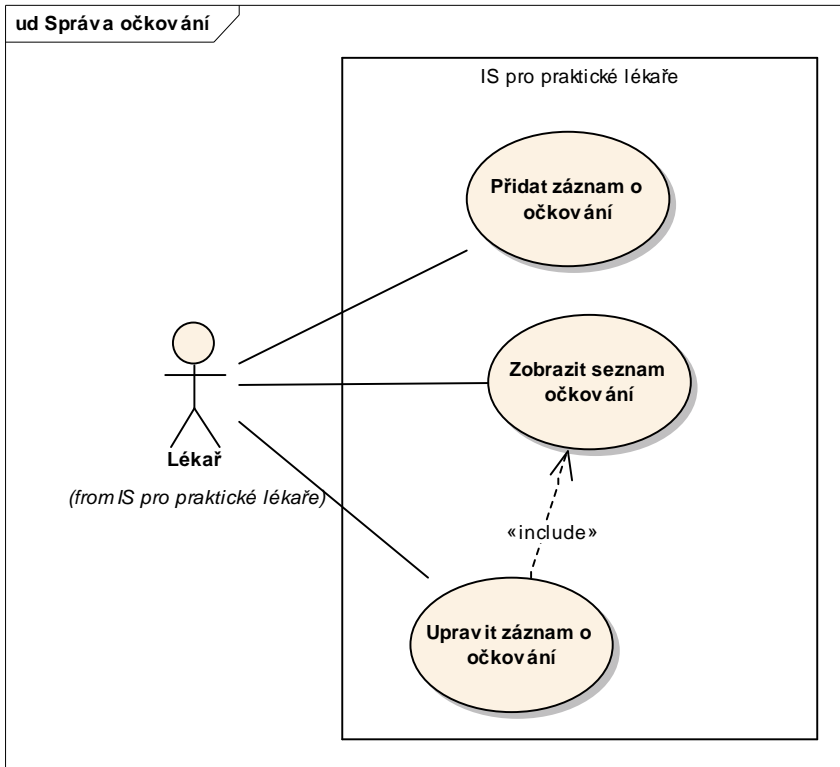 ud Správa očkování
IS pro praktické lékaře
Přidat záznam o
očkování
Zobrazit seznam
očkování
Lékař
(from IS pro praktické lékaře)
«include»
Upravit záznam o
očkování